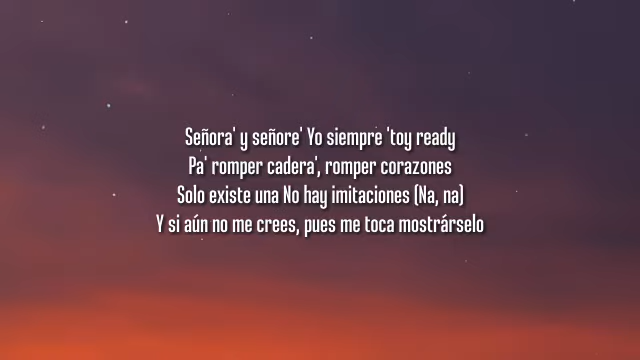 Señora' y señore' Yo siempre 'toy ready
Pa' romper cadera', romper corazones
Solo existe una No hay imitaciones (Na, na)
Y si aún no me crees, pues me toca mostrárselo